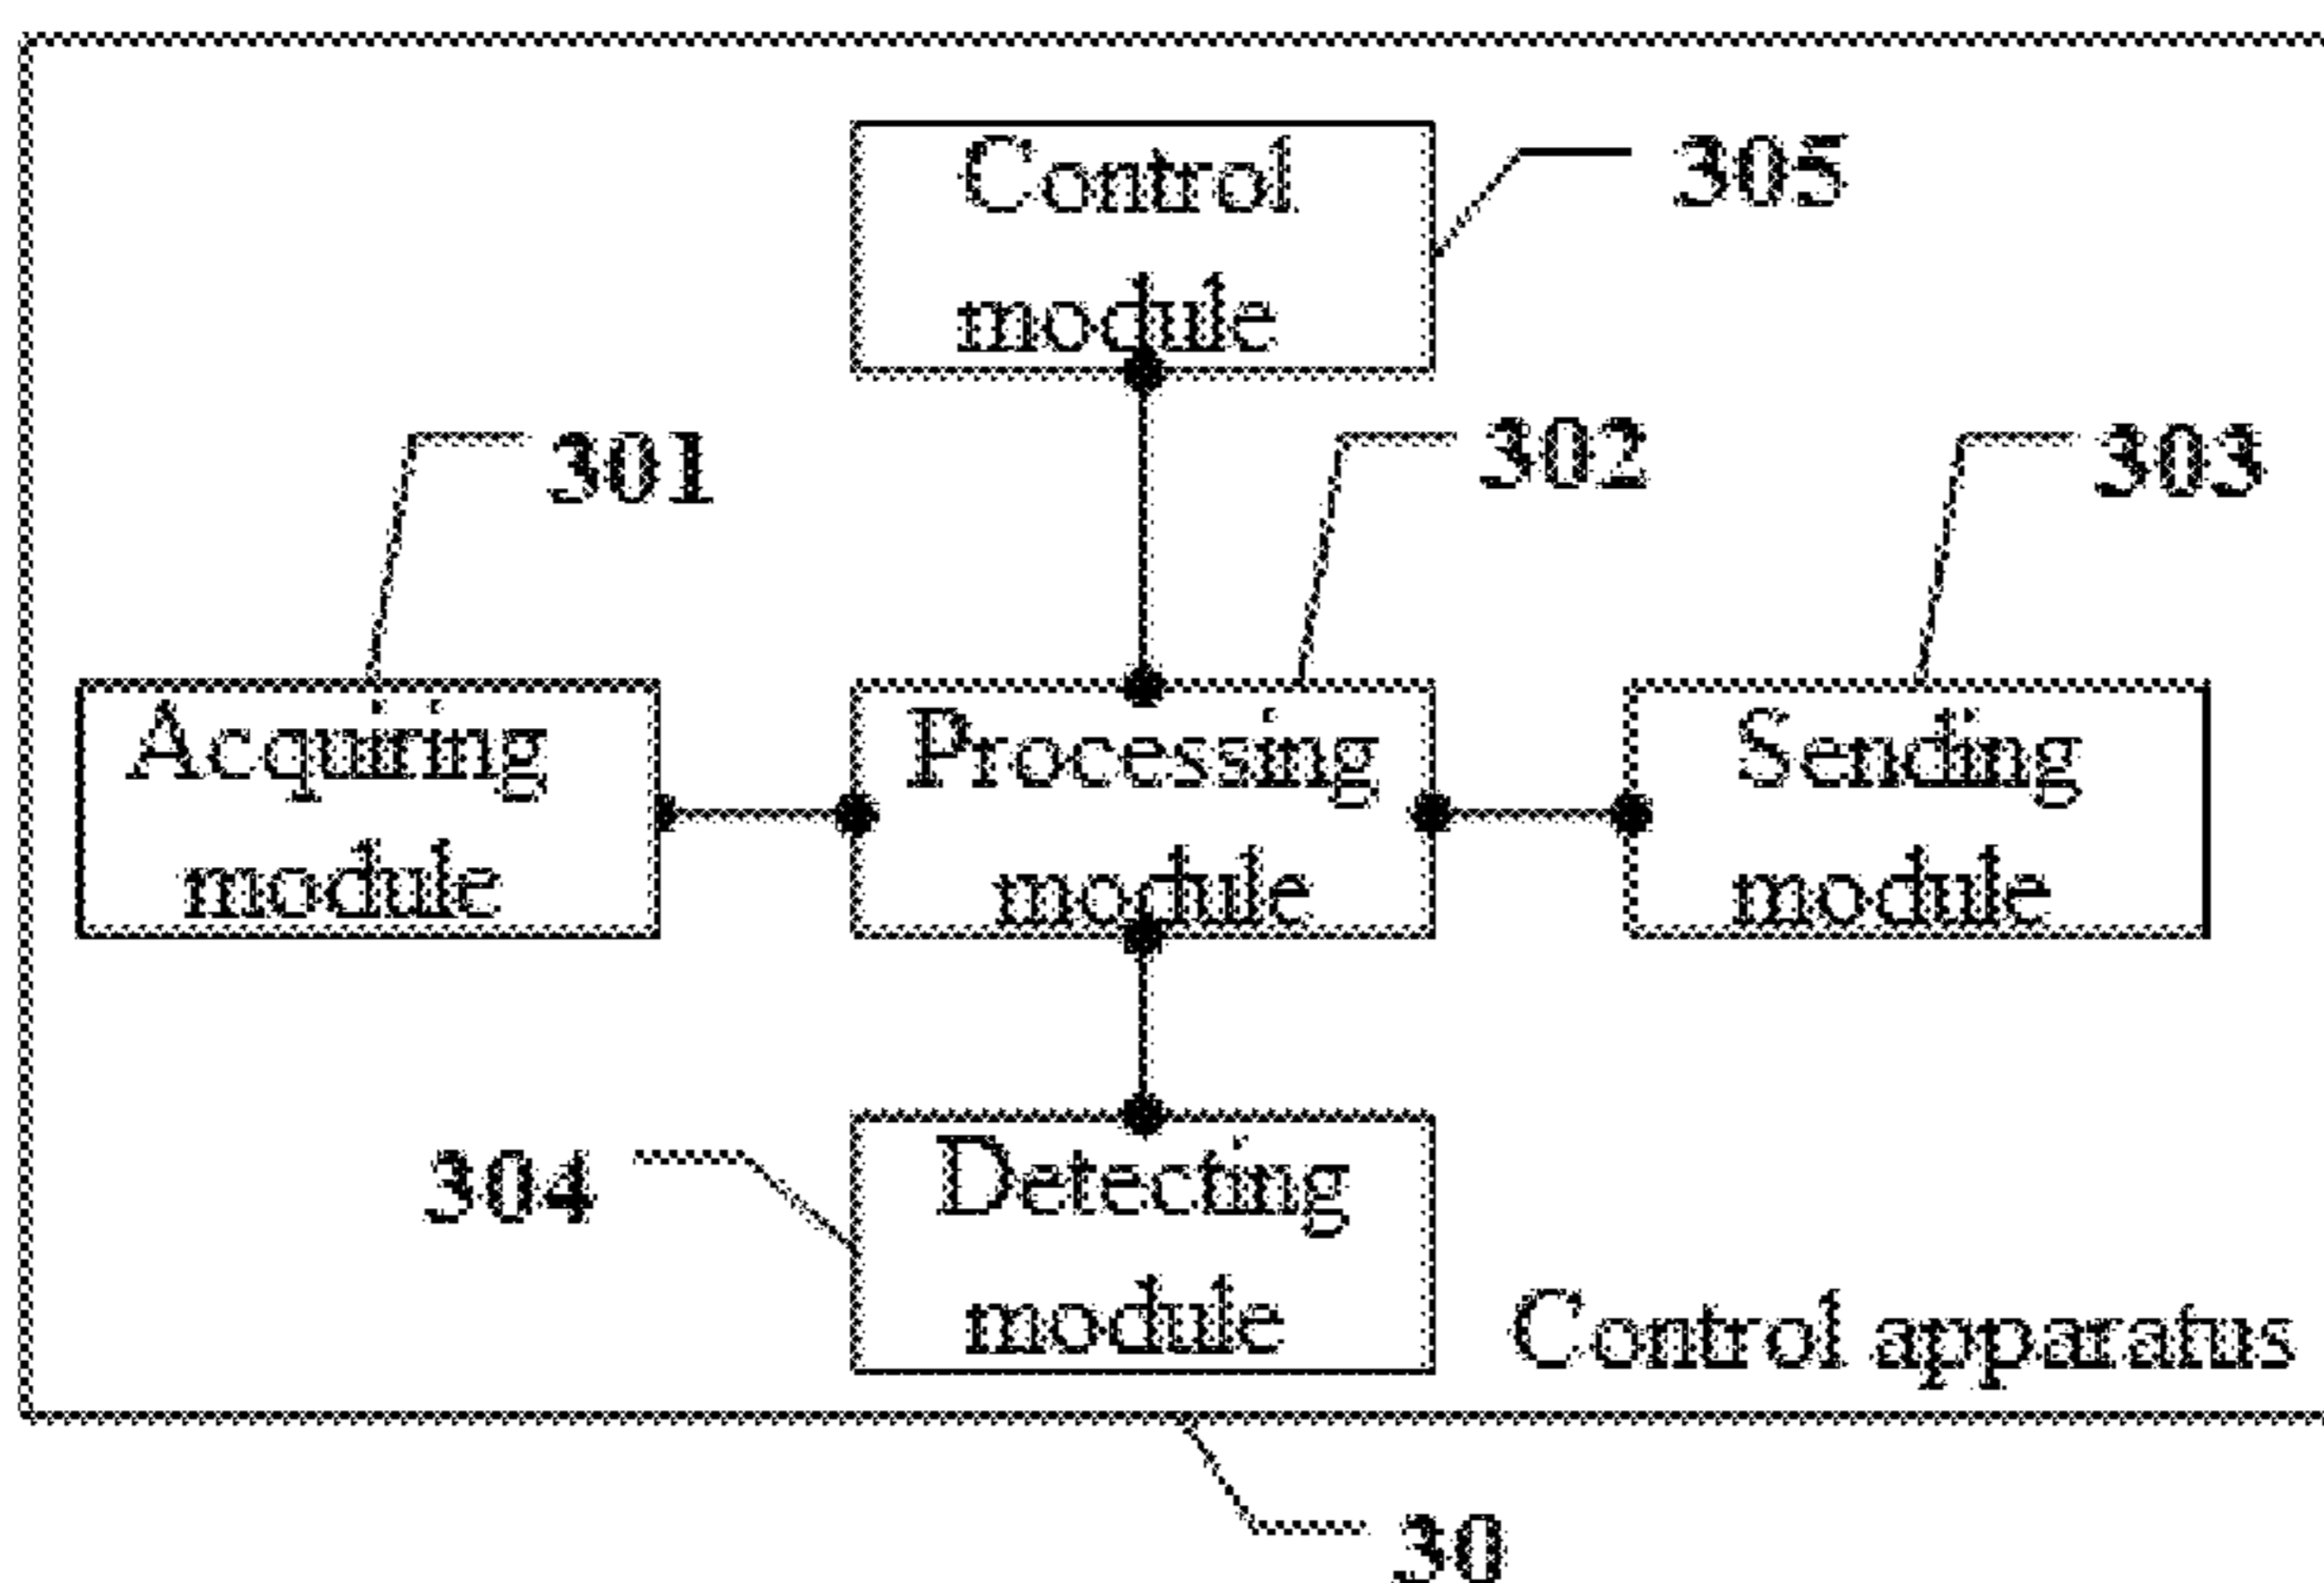 Control
module
305
301
302
303
Acquiring
module
Processing
module
Sending
module
304
Detecting
module
Control apparatus
30